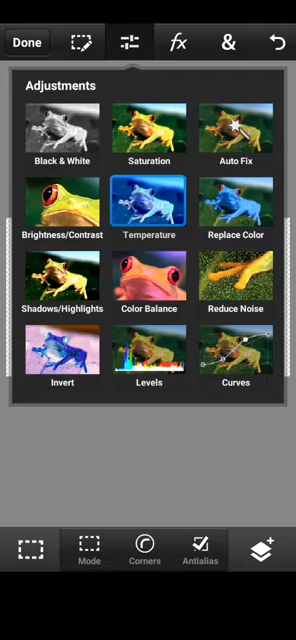 Done
fx
&
Adjustments
Black & White
Saturation
Auto Fix
Brightness/Contrast
Temperature
Replace Color
Shadows/Highlights
Color Balance
Reduce Noise
Invert
Levels
Curves
Mode
Corners
Antialias